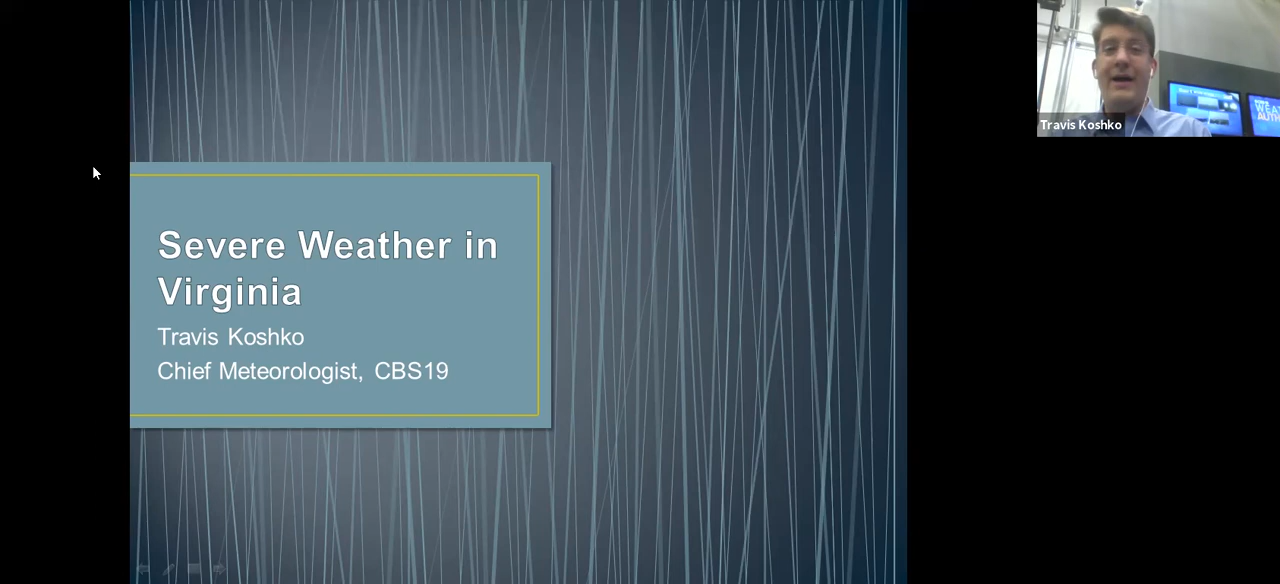 Severe Weather in
Virginia
Travis Koshko
Chief Meteorologist, CBS19
Travis Koshko